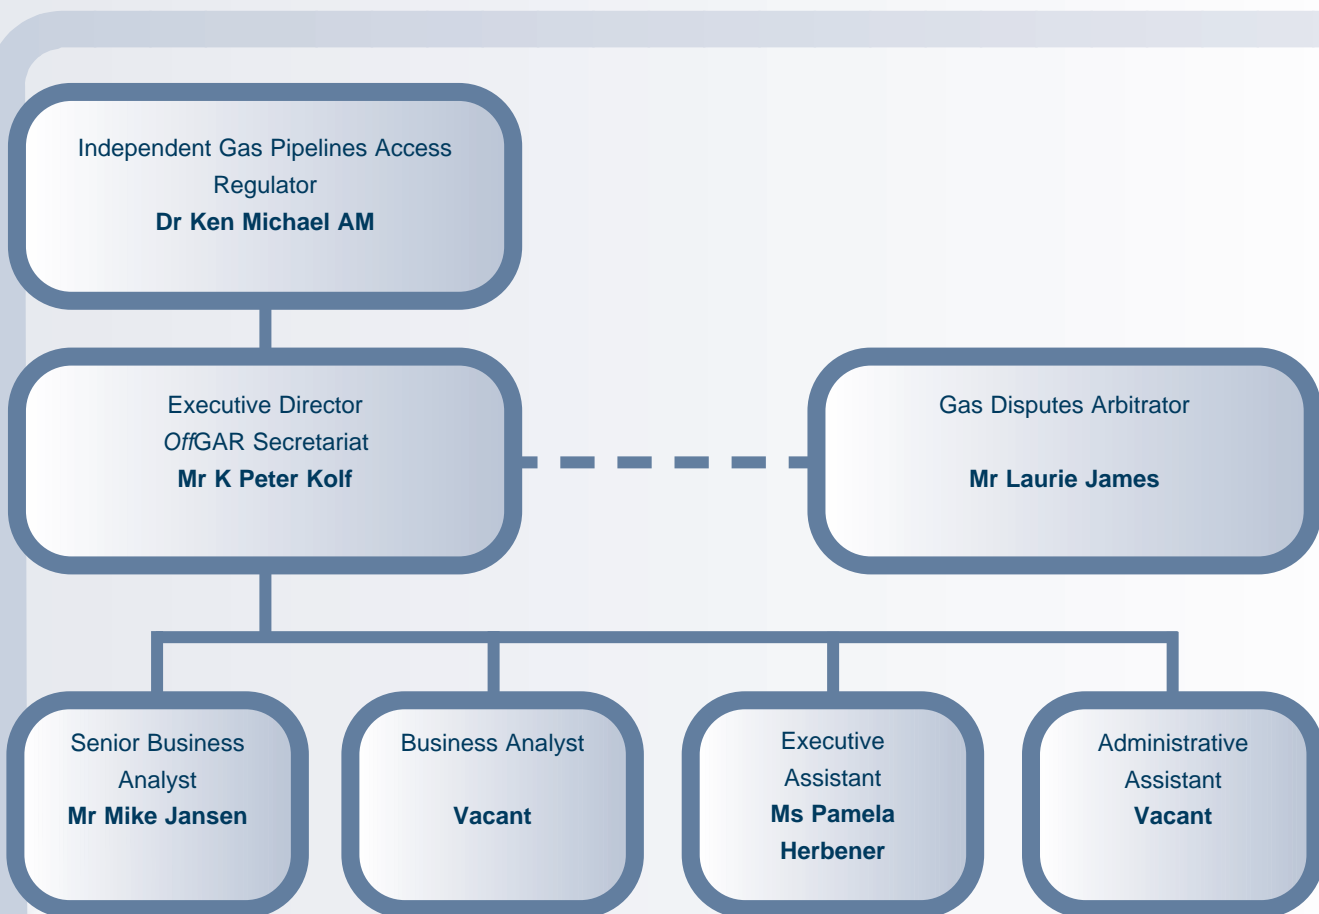 Independent Gas Pipelines Access
Regulator
Dr Ken Michael AM
Executive Director
OffGAR Secretariat
Mr K Peter Kolf
Gas Disputes Arbitrator
Mr Laurie James
Senior Business
Analyst
Mr Mike Jansen
Business Analyst
Vacant
Executive
Assistant
Ms Pamela
Herbener
Administrative
Assistant
Vacant